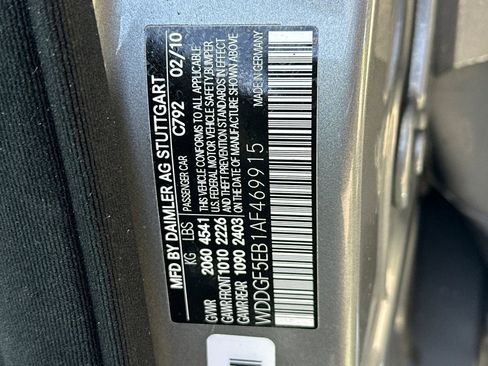 MFD BY DAIMLER AG STUTTGART
PASSENGER CAR C792 02/10
KG LBS
GVWR 2060 4541
GAWR FRONT 1010 2226
GAWR REAR 1090 2403
THIS VEHICLE CONFORMS TO ALL APPLICABLE
U.S. FEDERAL MOTOR VEHICLE SAFETY, BUMPER
AND THEFT PREVENTION STANDARDS IN EFFECT
ON THE DATE OF MANUFACTURE SHOWN ABOVE
MADE IN GERMANY
WDDGF5EB1AF469915